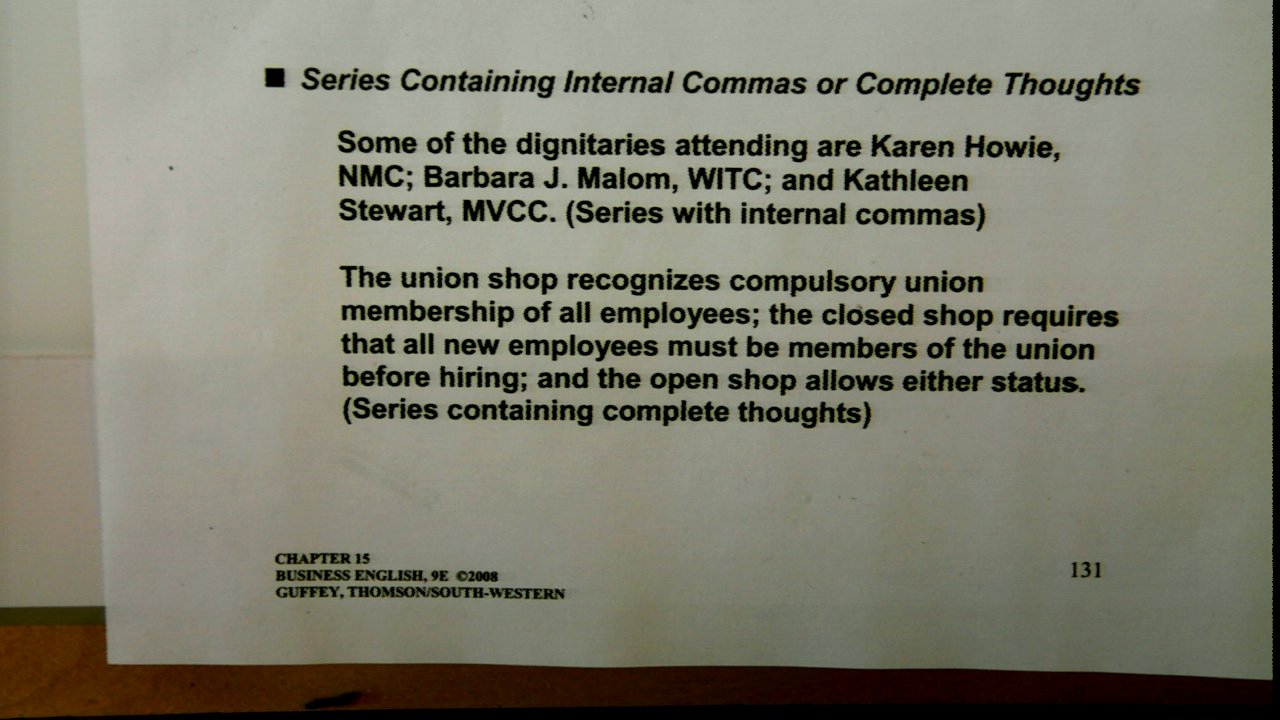 ■ Series Containing Internal Commas or Complete Thoughts
Some of the dignitaries attending are Karen Howie,
NMC; Barbara J. Malom, WITC; and Kathleen
Stewart, MVCC. (Series with internal commas)
The union shop recognizes compulsory union
membership of all employees; the closed shop requires
that all new employees must be members of the union
before hiring; and the open shop allows either status.
(Series containing complete thoughts)
CHAPTER 15
BUSINESS ENGLISH, 9E ©2008
GUFFEY, THOMSON/SOUTH-WESTERN
131